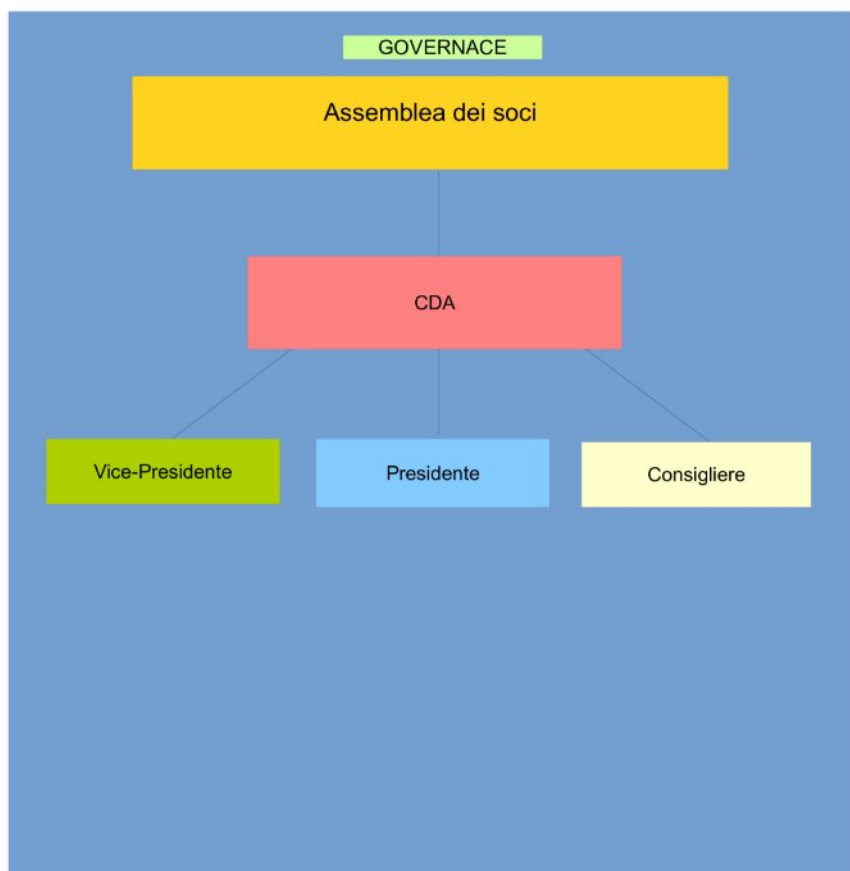 GOVERNACE
Assemblea dei soci
CDA
Vice-Presidente
Presidente
Consigliere